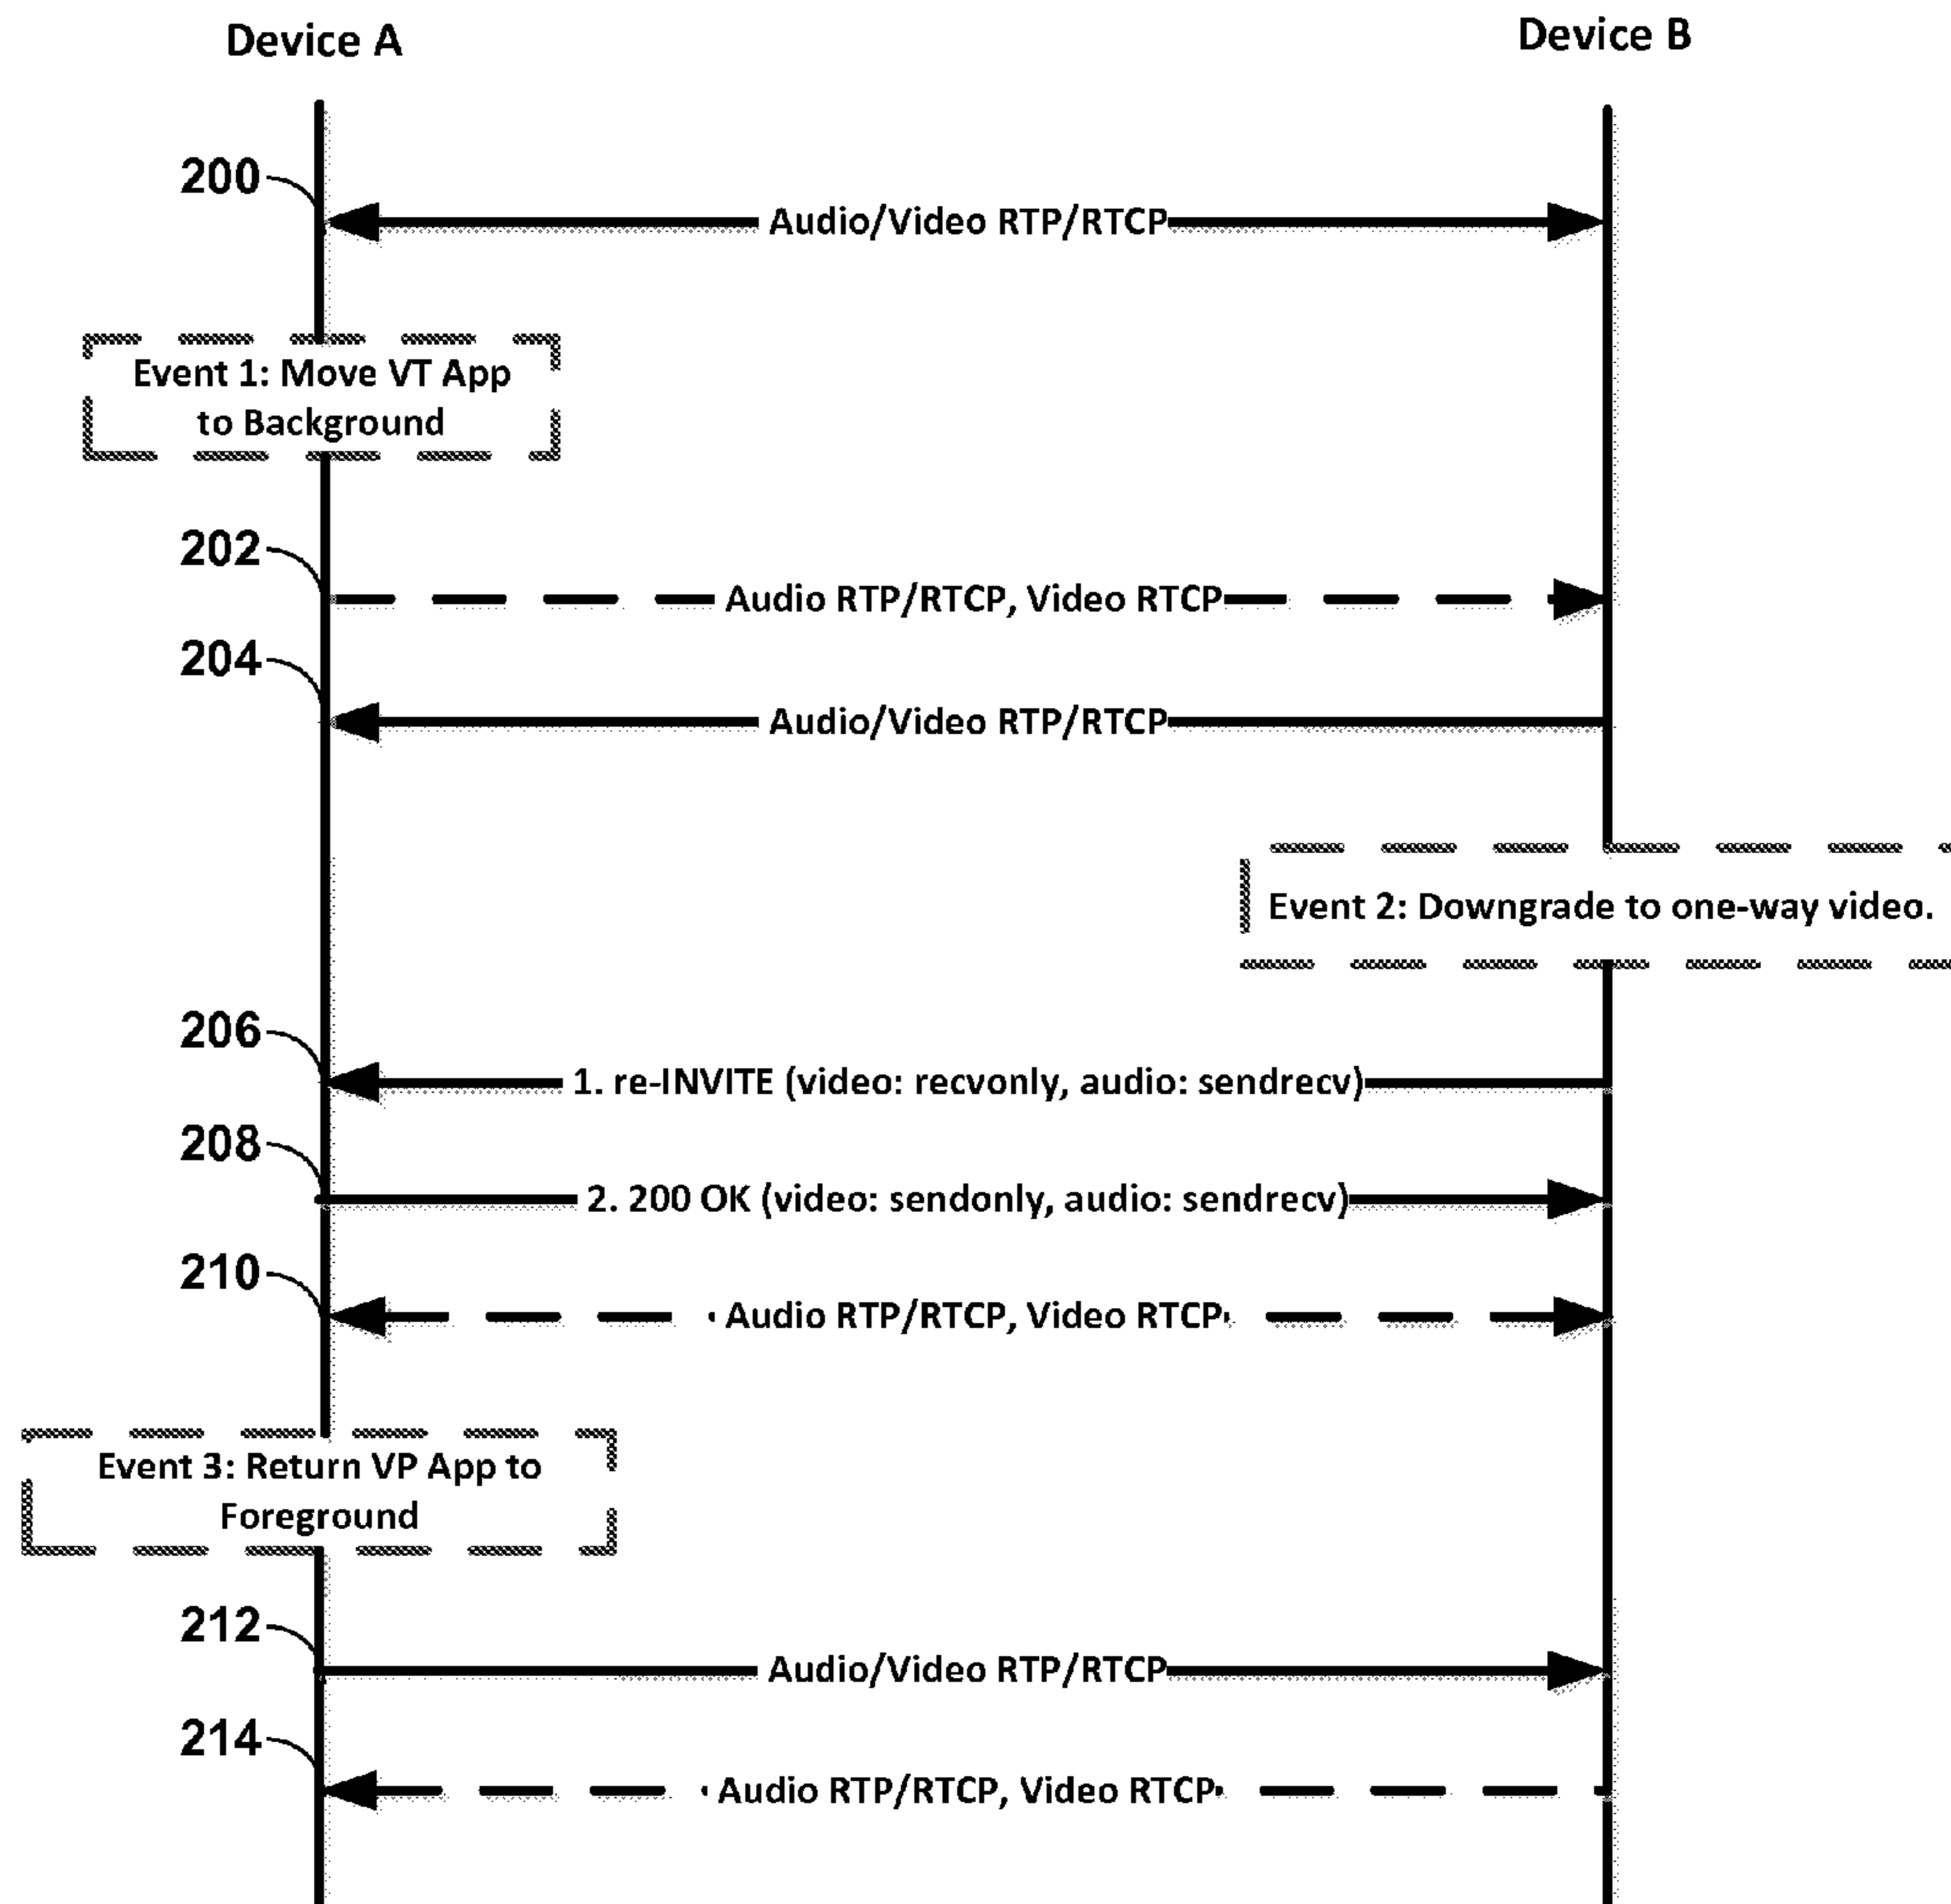 Device A
Device B
200
Audio/Video RTP/RTCP
Event 1: Move VT App
to Background
202
Audio RTP/RTCP, Video RTCP
204
Audio/Video RTP/RTCP
Event 2: Downgrade to one-way video.
206
1. re-INVITE (video: recvonly, audio: sendrecv)
208
2. 200 OK (video: sendonly, audio: sendrecv)
210
Audio RTP/RTCP, Video RTCP
Event 3: Return VP App to
Foreground
212
Audio/Video RTP/RTCP
214
Audio RTP/RTCP, Video RTCP